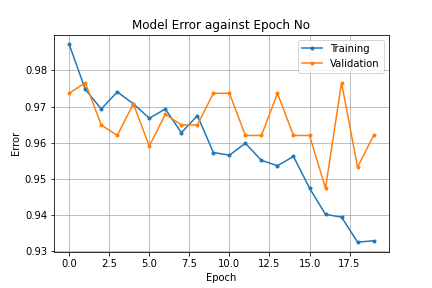 Model Error against Epoch No
Training
Validation
0.98
0.97
0.96
0.95
0.94
0.93
Error
0.0
2.5
5.0
7.5
10.0
12.5
15.0
17.5
Epoch